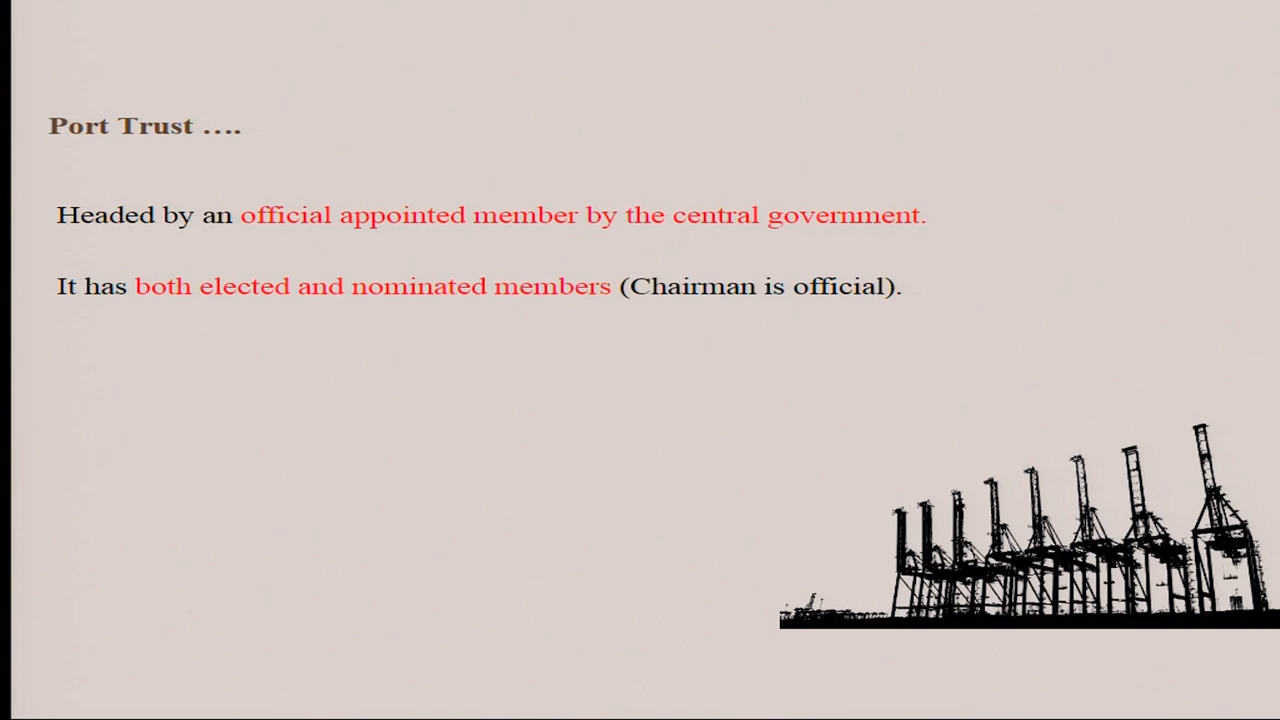 Port Trust ....
Headed by an official appointed member by the central government.
It has both elected and nominated members (Chairman is official).